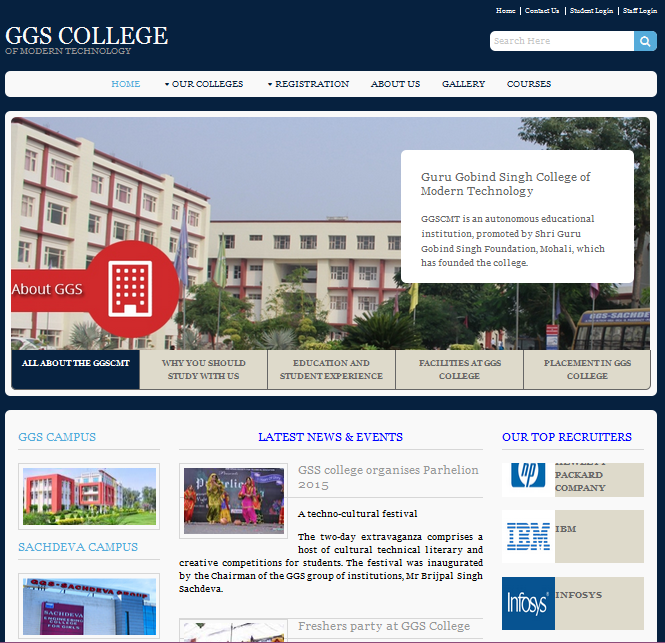 Home | Contact Us | Student Login | Staff Login
GGS COLLEGE
OF MODERN TECHNOLOGY
Search Here
HOME
OUR COLLEGES
REGISTRATION
ABOUT US
GALLERY
COURSES
Guru Gobind Singh College of
Modern Technology
GGSCMT is an autonomous educational
institution, promoted by Shri Guru
Gobind Singh Foundation, Mohali, which
has founded the college.
About GGS
GGS-SACHDEV
ALL ABOUT THE GGSCMT
WHY YOU SHOULD
STUDY WITH US
EDUCATION AND
STUDENT EXPERIENCE
FACILITIES AT GGS
COLLEGE
PLACEMENT IN GGS
COLLEGE
GGS CAMPUS
SACHDEVA CAMPUS
GGS-SACHDEVA GROUP
SACHDEVA
ENGINEERING
COLLEGE
FOR GIRLS
LATEST NEWS & EVENTS
Parhelion
GSS college organises Parhelion
2015
A techno-cultural festival
The two-day extravaganza comprises a
host of cultural technical literary and
creative competitions for students. The festival was inaugurated
by the Chairman of the GGS group of institutions, Mr Brijpal Singh
Sachdeva.
Freshers party at GGS College
OUR TOP RECRUITERS
hp
HEWLETT
PACKARD
COMPANY
IBM
IBM
Infosys
INFOSYS